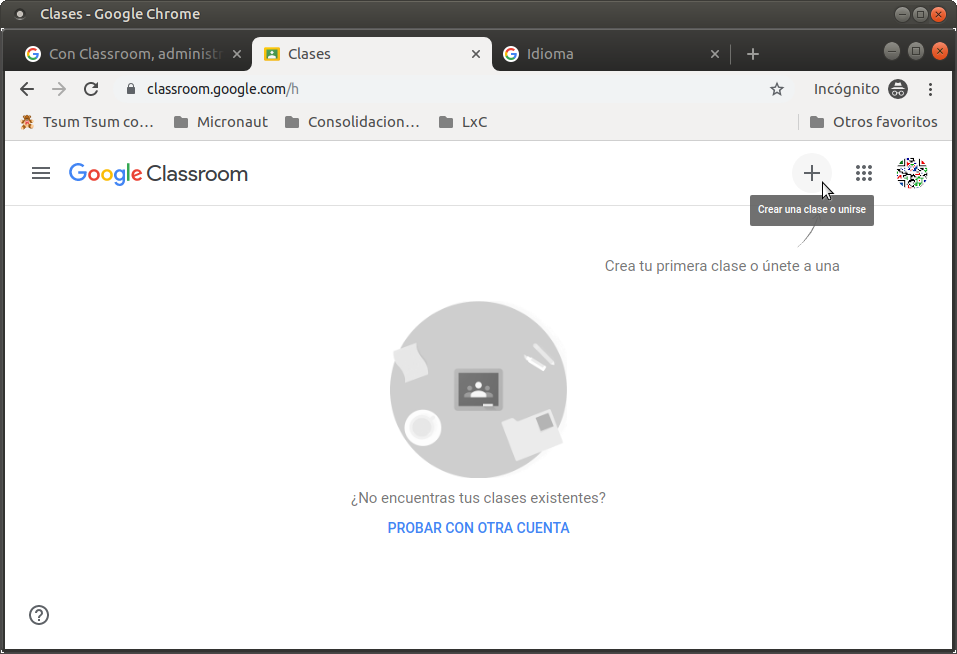 Clases - Google Chrome
Con Classroom, administr
Clases
Idioma
classroom.google.com/h
Incógnito
Tsum Tsum co...
Micronaut
Consolidacion...
LxC
Otros favoritos
Google Classroom
Crear una clase o unirse
Crea tu primera clase o únete a una
¿No encuentras tus clases existentes?
PROBAR CON OTRA CUENTA